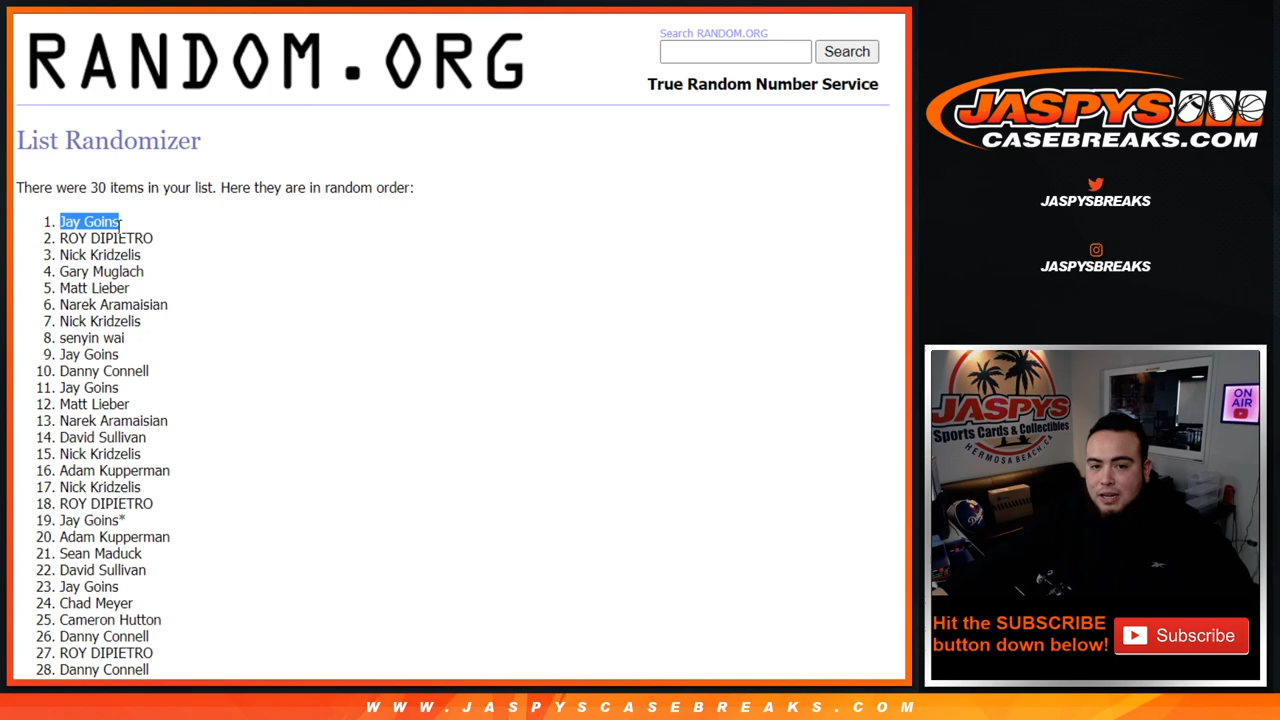 RANDOM.ORG
Search RANDOM.ORG
Search
True Random Number Service
List Randomizer
There were 30 items in your list. Here they are in random order:
1. Jay Goins
2. ROY DIPIETRO
3. Nick Kridzelis
4. Gary Muglach
5. Matt Lieber
6. Narek Aramaisian
7. Nick Kridzelis
8. senyin wai
9. Jay Goins
10. Danny Connell
11. Jay Goins
12. Matt Lieber
13. Narek Aramaisian
14. David Sullivan
15. Nick Kridzelis
16. Adam Kupperman
17. Nick Kridzelis
18. ROY DIPIETRO
19. Jay Goins*
20. Adam Kupperman
21. Sean Maduck
22. David Sullivan
23. Jay Goins
24. Chad Meyer
25. Cameron Hutton
26. Danny Connell
27. ROY DIPIETRO
28. Danny Connell
JASPYS
CASEBREAKS.COM
JASPYSBREAKS
JASPYSBREAKS
JASPYS
Sports Cards & Collectibles
HERMOSA BEACH, CA
ON
AIR
Hit the SUBSCRIBE
button down below!
Subscribe
WWW.JASPYSCASEBREAKS.COM